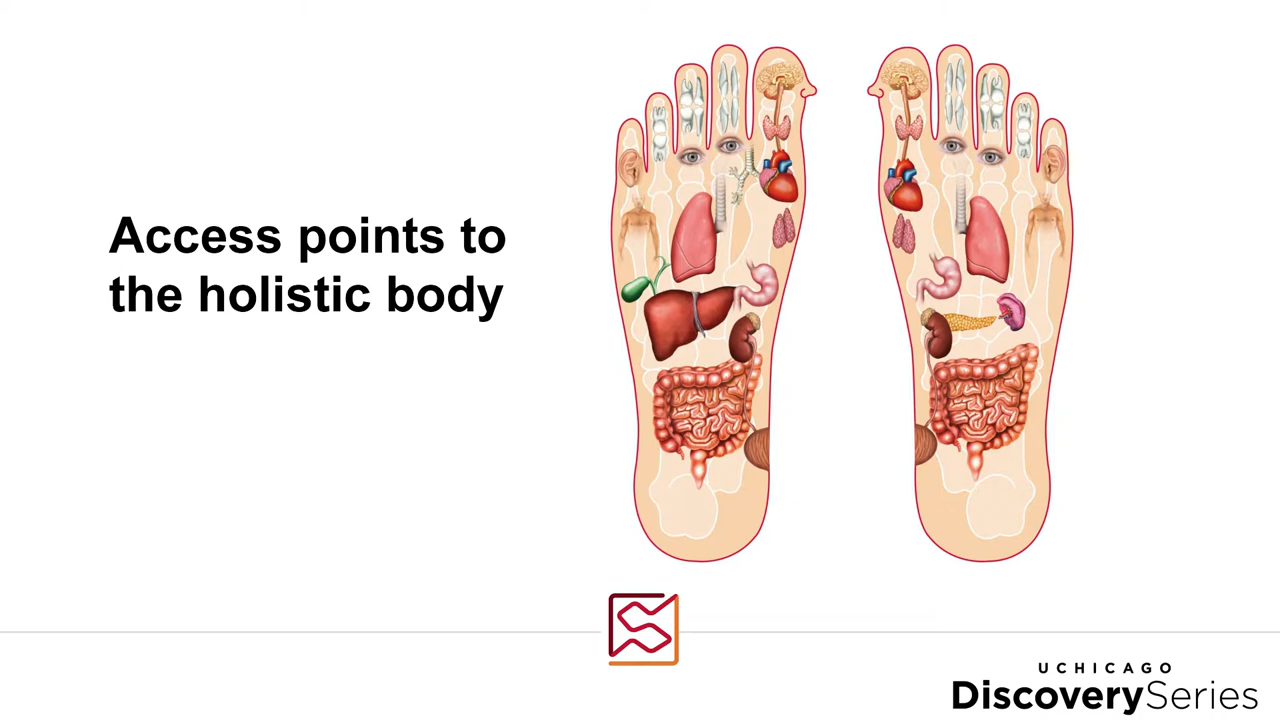 Access points to
the holistic body
UCHICAGO
DiscoverySeries